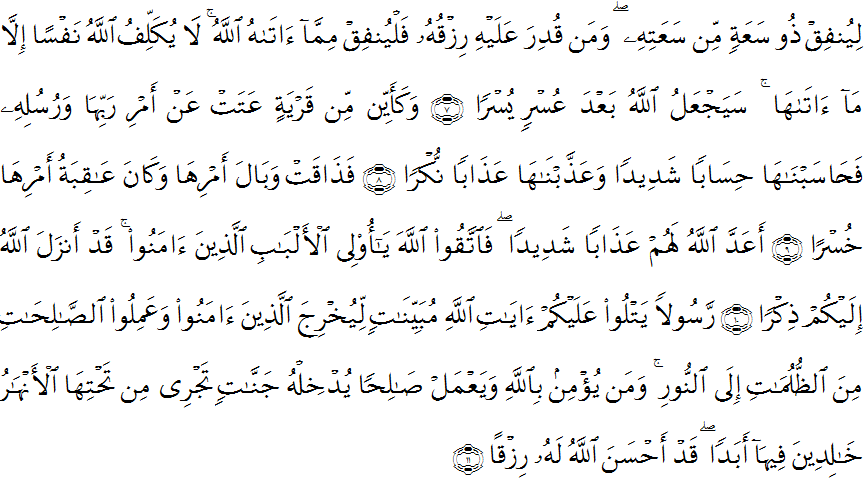 لِيُنفِقْ ذُو سَعَةٍ مِّن سَعَتِهِۦ ۖ وَمَن قُدِرَ عَلَيْهِ رِزْقُهُۥ فَلْيُنفِقْ مِمَّآ ءَاتَىٰهُ ٱللَّهُ ۚ لَا يُكَلِّفُ ٱللَّهُ نَفْسًا إِلَّا
مَآ ءَاتَىٰهَا ۚ سَيَجْعَلُ ٱللَّهُ بَعْدَ عُسْرٍ يُسْرًا ﴿٧﴾ وَكَأَيِّن مِّن قَرْيَةٍ عَتَتْ عَنْ أَمْرِ رَبِّهَا وَرُسُلِهِۦ
فَحَاسَبْنَٰهَا حِسَابًا شَدِيدًا وَعَذَّبْنَٰهَا عَذَابًا نُّكْرًا ﴿٨﴾ فَذَاقَتْ وَبَالَ أَمْرِهَا وَكَانَ عَٰقِبَةُ أَمْرِهَا
خُسْرًا ﴿٩﴾ أَعَدَّ ٱللَّهُ لَهُمْ عَذَابًا شَدِيدًا ۖ فَٱتَّقُوا۟ ٱللَّهَ يَٰٓأُو۟لِى ٱلْأَلْبَٰبِ ٱلَّذِينَ ءَامَنُوا۟ ۚ قَدْ أَنزَلَ ٱللَّهُ
إِلَيْكُمْ ذِكْرًا ﴿١٠﴾ رَّسُولًا يَتْلُوا۟ عَلَيْكُمْ ءَايَٰتِ ٱللَّهِ مُبَيِّنَٰتٍ لِّيُخْرِجَ ٱلَّذِينَ ءَامَنُوا۟ وَعَمِلُوا۟ ٱلصَّٰلِحَٰتِ
مِنَ ٱلظُّلُمَٰتِ إِلَى ٱلنُّورِ ۚ وَمَن يُؤْمِنۢ بِٱللَّهِ وَيَعْمَلْ صَٰلِحًا يُدْخِلْهُ جَنَّٰتٍ تَجْرِى مِن تَحْتِهَا ٱلْأَنْهَٰرُ
خَٰلِدِينَ فِيهَآ أَبَدًا ۖ قَدْ أَحْسَنَ ٱللَّهُ لَهُۥ رِزْقًا ﴿١١﴾